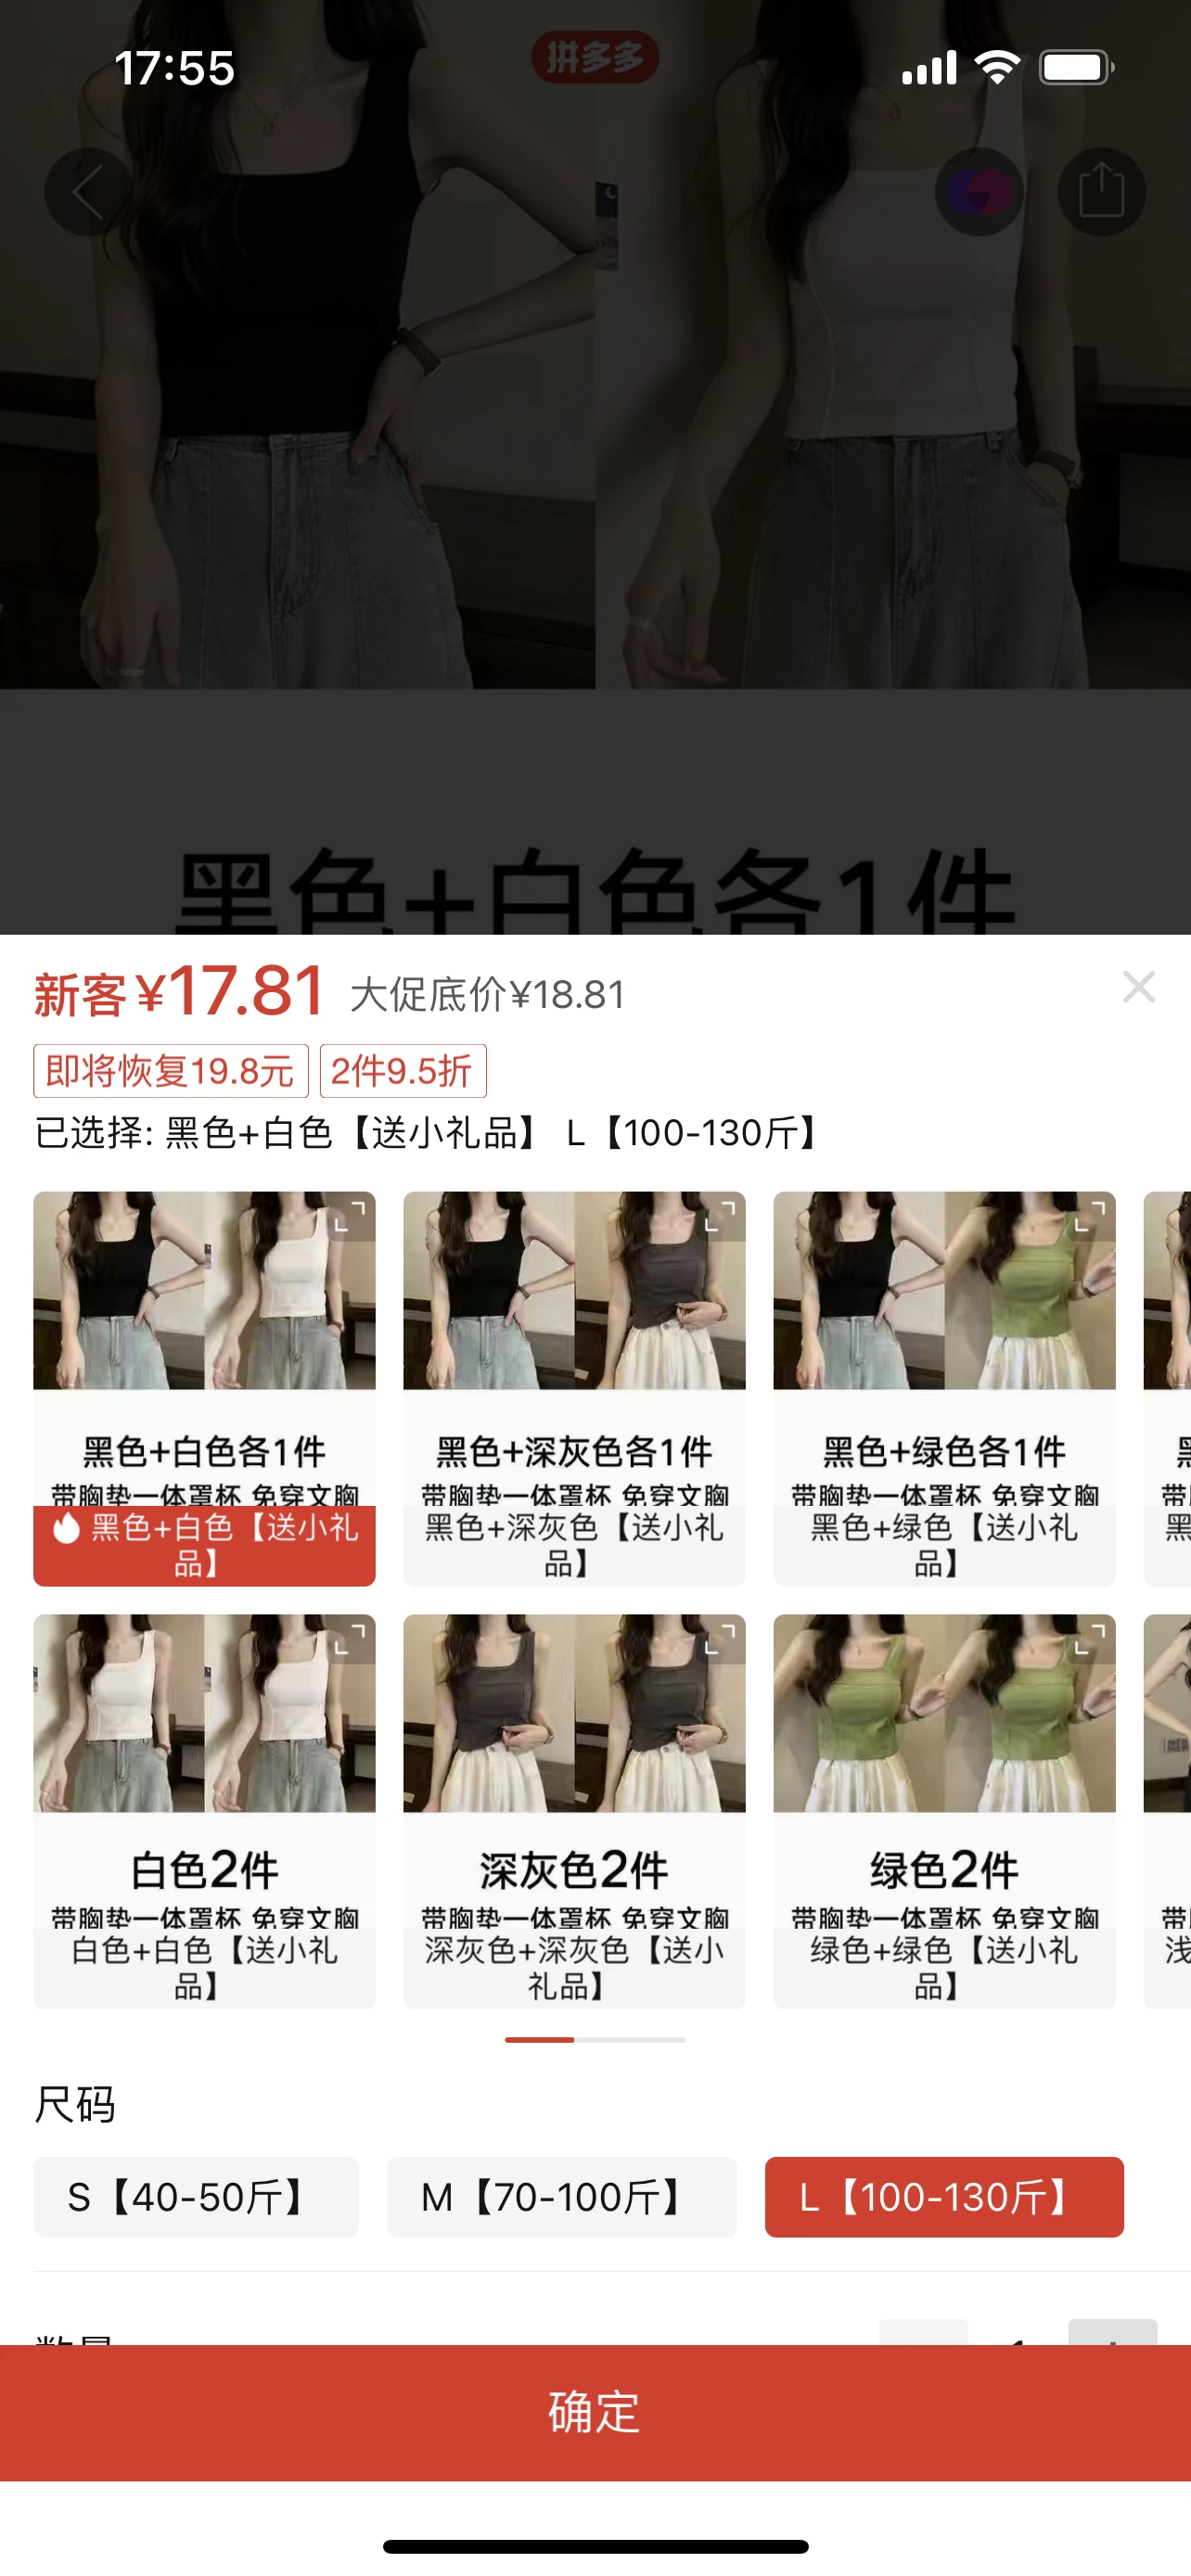 17:55
拼多多
黑色+白色各1件
新客¥17.81 大促底价¥18.81
即将恢复19.8元 2件9.5折
已选择: 黑色+白色【送小礼品】 L【100-130斤】
黑色+白色各1件
带胸垫一体罩杯 免穿文胸
黑色+白色【送小礼
品】
黑色+深灰色各1件
带胸垫一体罩杯 免穿文胸
黑色+深灰色【送小礼
品】
黑色+绿色各1件
带胸垫一体罩杯 免穿文胸
黑色+绿色【送小礼
品】
白色2件
带胸垫一体罩杯 免穿文胸
白色+白色【送小礼
品】
深灰色2件
带胸垫一体罩杯 免穿文胸
深灰色+深灰色【送小
礼品】
绿色2件
带胸垫一体罩杯 免穿文胸
绿色+绿色【送小礼
品】
浅
尺码
S【40-50斤】 M【70-100斤】 L【100-130斤】
数量 1
确定